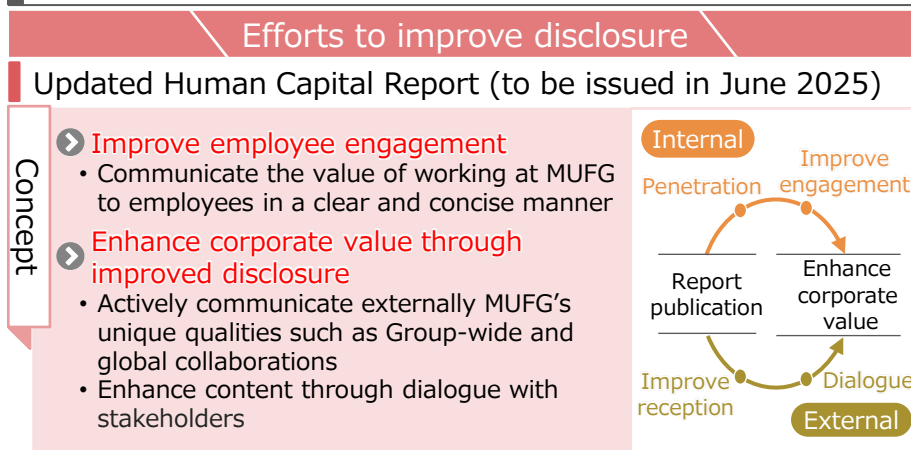 Efforts to improve disclosure
Updated Human Capital Report (to be issued in June 2025)
Concept
Improve employee engagement
• Communicate the value of working at MUFG
to employees in a clear and concise manner
Enhance corporate value through
improved disclosure
• Actively communicate externally MUFG's
unique qualities such as Group-wide and
global collaborations
• Enhance content through dialogue with
stakeholders
Internal
Penetration
Improve
engagement
Report
publication
Enhance
corporate
value
Improve
reception
Dialogue
External